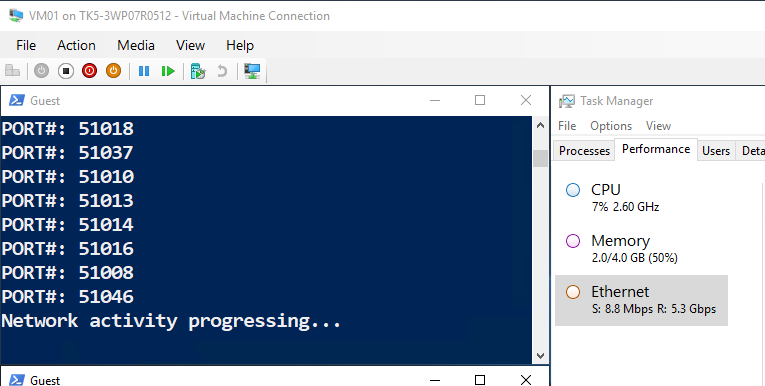 VM01 on TK5-3WP07R0512 - Virtual Machine Connection
File Action Media View Help
Guest
PORT#: 51018
PORT#: 51037
PORT#: 51010
PORT#: 51013
PORT#: 51014
PORT#: 51016
PORT#: 51008
PORT#: 51046
Network activity progressing...
Guest
Task Manager
File Options View
Processes Performance Users Deta
CPU
7% 2.60 GHz
Memory
2.0/4.0 GB (50%)
Ethernet
S: 8.8 Mbps R: 5.3 Gbps